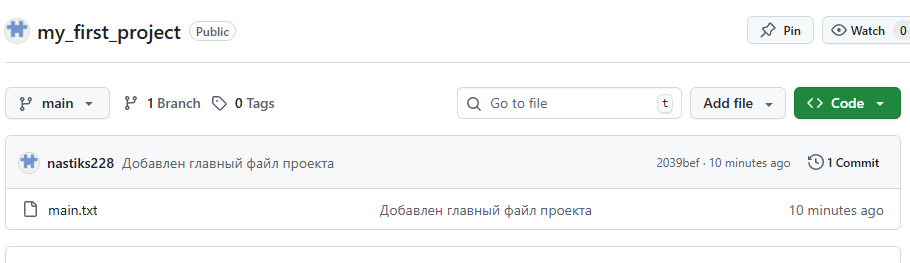 my_first_project Public Pin Watch 0
main 1 Branch 0 Tags Go to file t Add file Code
nastiks228 Добавлен главный файл проекта 2039bef · 10 minutes ago 1 Commit
main.txt Добавлен главный файл проекта 10 minutes ago